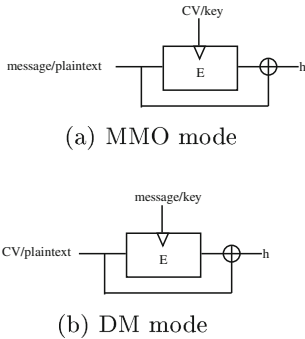 CV/key
message/plaintext
E
h
(a) MMO mode
message/key
CV/plaintext
E
h
(b) DM mode